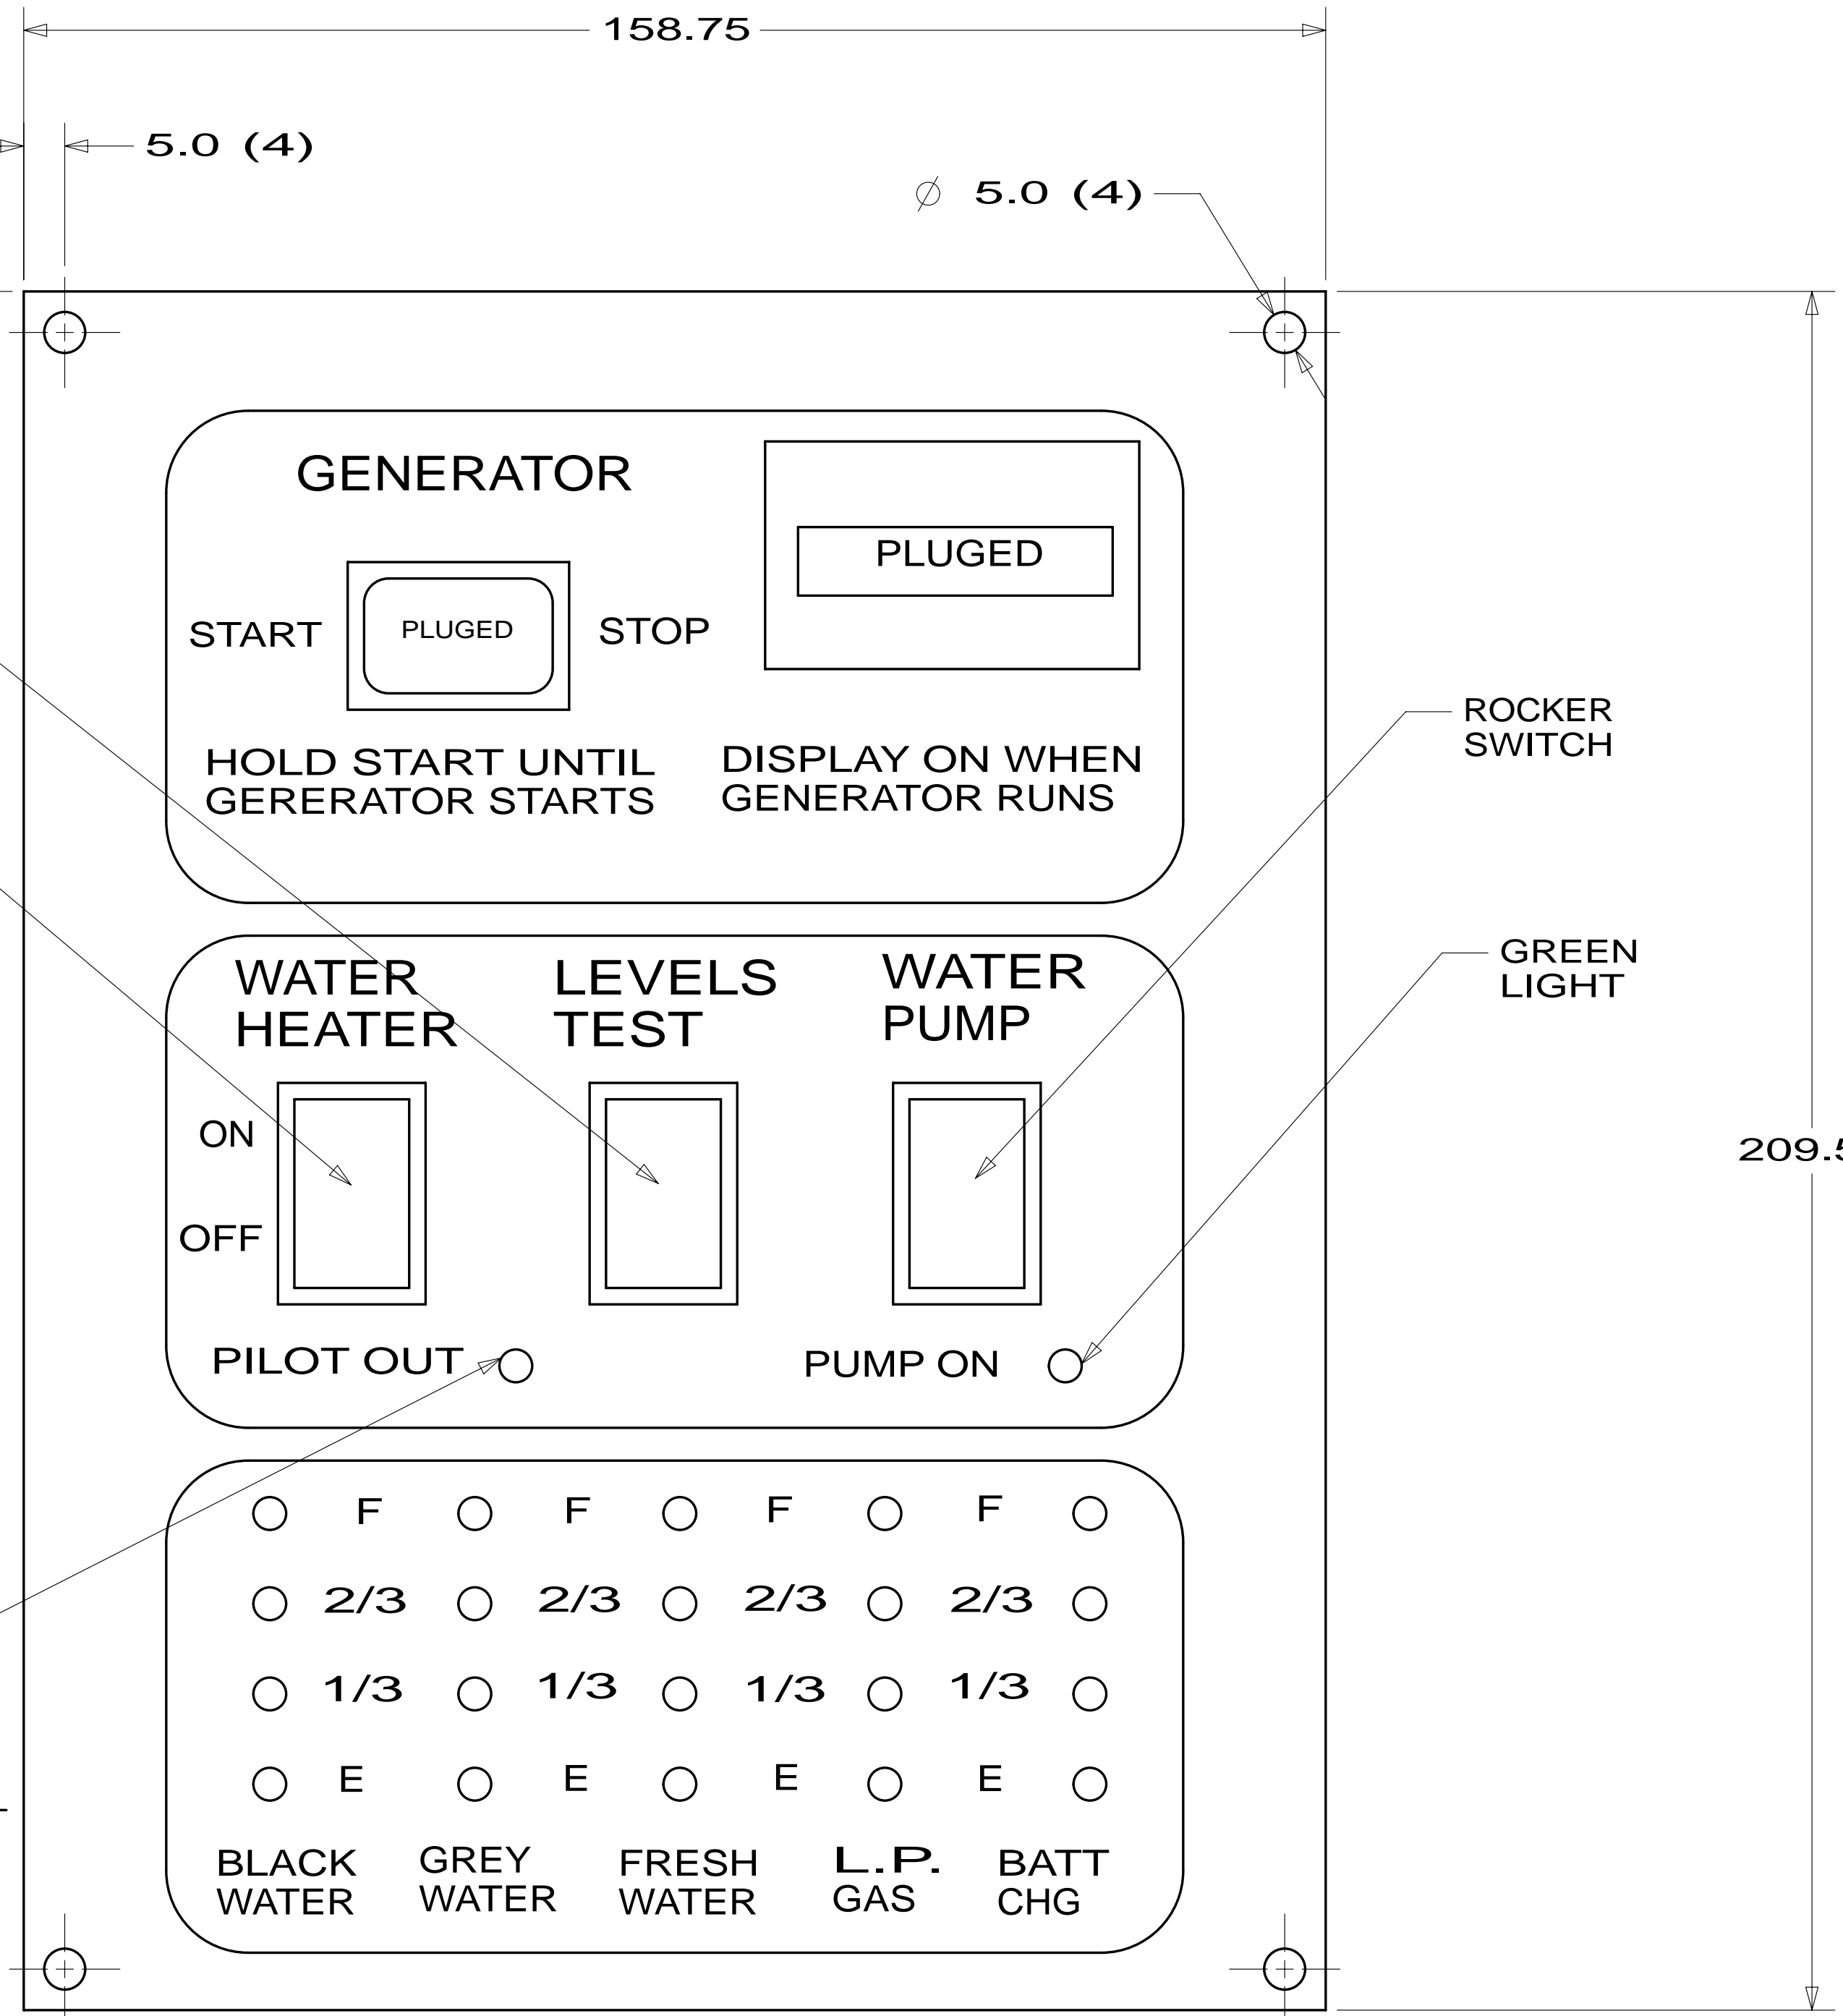 158.75
5.0 (4)
Ø 5.0 (4)
GENERATOR
PLUGED
START
PLUGED
STOP
HOLD START UNTIL
GERERATOR STARTS
DISPLAY ON WHEN
GENERATOR RUNS
ROCKER
SWITCH
GREEN
LIGHT
WATER
HEATER
LEVELS
TEST
WATER
PUMP
ON
OFF
209.5
PILOT OUT
PUMP ON
F F F F
2/3 2/3 2/3 2/3
1/3 1/3 1/3 1/3
E E E E
BLACK
WATER
GREY
WATER
FRESH
WATER
L.P.
GAS
BATT
CHG